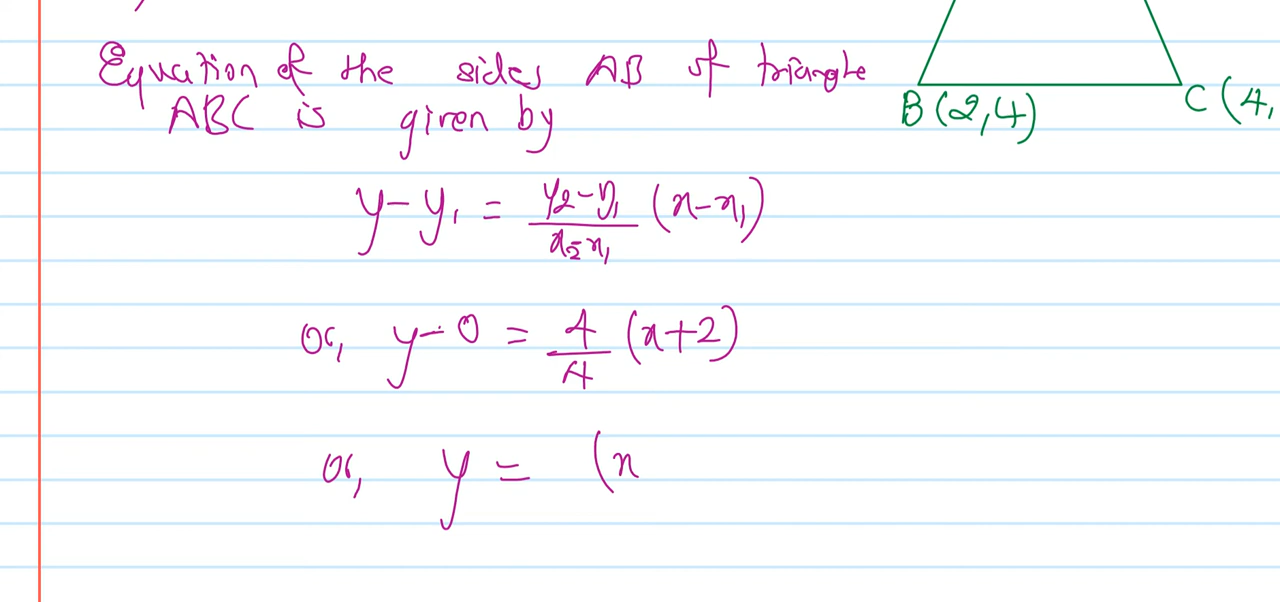 Equation of the sides AB of triangle
ABC is given by
B(2,4)
C(4,
y-y₁ = y₂-y₁/x₂-x₁ (x-x₁)
or, y-0 = 4/4 (x+2)
or, y = (x